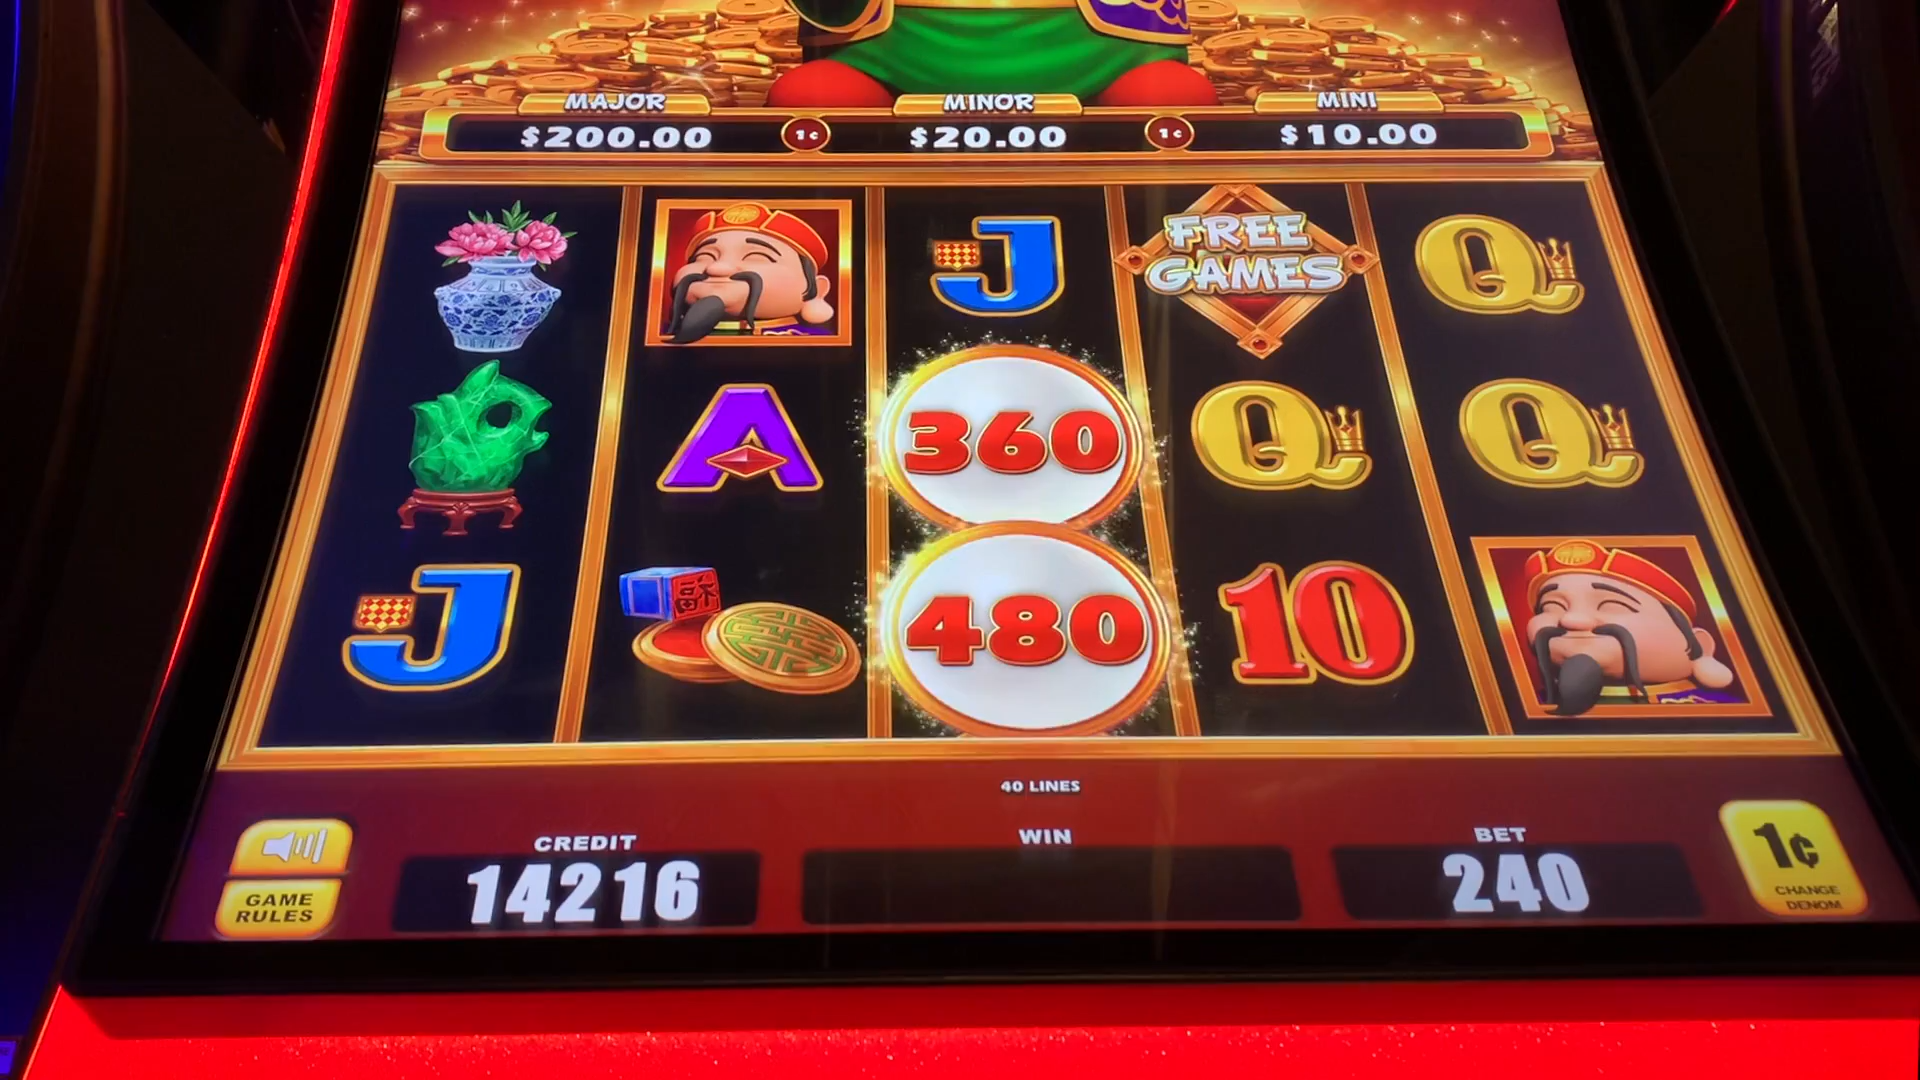 MAJOR
MINOR
MINI
$200.00
1¢
$20.00
1¢
$10.00
J
FREE
GAMES
Q
A
360
Q
Q
J
福
480
10
40 LINES
CREDIT
WIN
BET
14216
240
1¢
CHANGE
DENOM
GAME
RULES